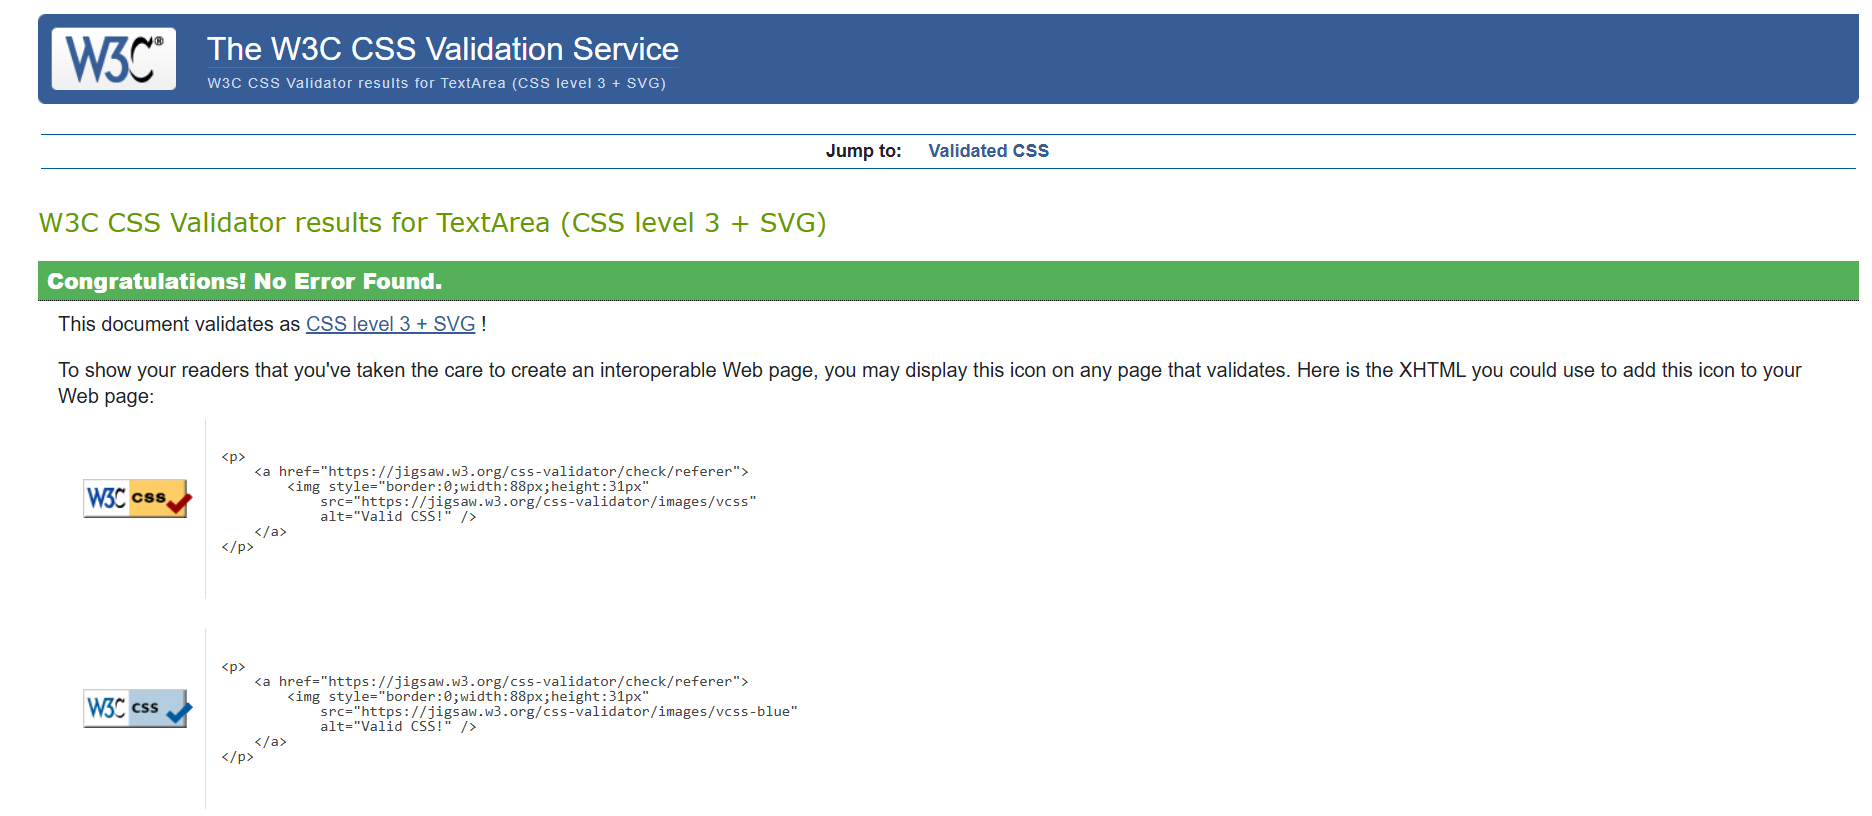 W3C®
The W3C CSS Validation Service
W3C CSS Validator results for TextArea (CSS level 3 + SVG)
Jump to: Validated CSS
W3C CSS Validator results for TextArea (CSS level 3 + SVG)
Congratulations! No Error Found.
This document validates as CSS level 3 + SVG !
To show your readers that you've taken the care to create an interoperable Web page, you may display this icon on any page that validates. Here is the XHTML you could use to add this icon to your
Web page:
W3C css
<p>
    <a href="https://jigsaw.w3.org/css-validator/check/referer">
        <img style="border:0;width:88px;height:31px"
            src="https://jigsaw.w3.org/css-validator/images/vcss"
            alt="Valid CSS!" />
    </a>
</p>
W3C css
<p>
    <a href="https://jigsaw.w3.org/css-validator/check/referer">
        <img style="border:0;width:88px;height:31px"
            src="https://jigsaw.w3.org/css-validator/images/vcss-blue"
            alt="Valid CSS!" />
    </a>
</p>